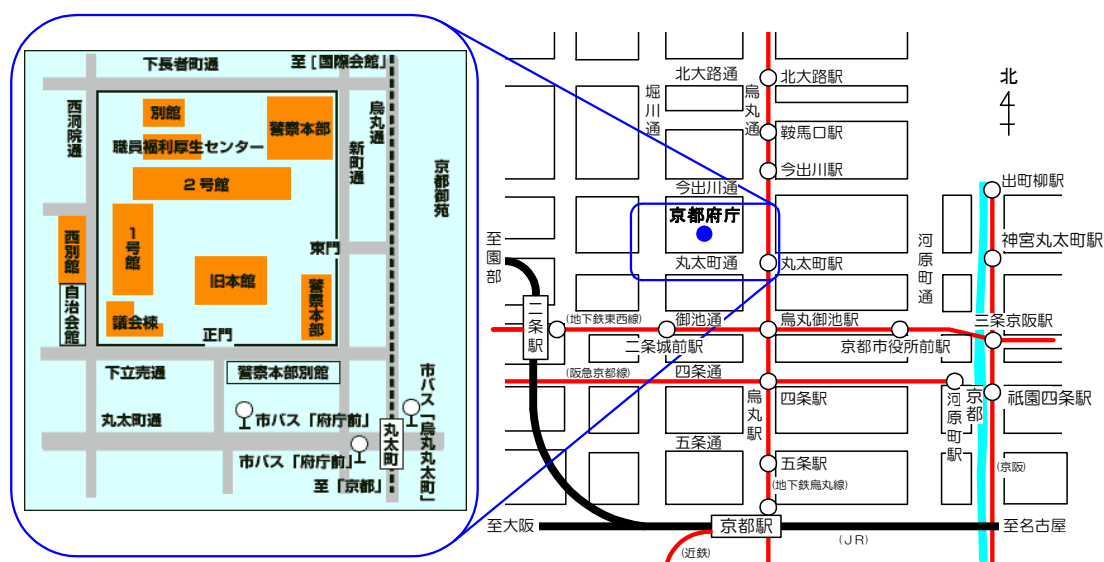 下長者町通
至[国際会館」
西洞院通
別館
警察本部
烏丸通
職員福利厚生センター
新町通
京都御苑
2号館
西別館
1号館
東門
旧本館
自治会館
議会棟
警察本部
正門
下立売通
警察本部別館
市バス「烏丸丸太町」
丸太町通
市バス「府庁前」
丸太町
市バス「府庁前」
至「京都」
北大路通
北大路駅
北
堀川通
烏丸通
鞍馬口駅
今出川駅
今出川通
出町柳駅
京都府庁
至園部
河原町通
神宮丸太町駅
丸太町通
丸太町駅
二条駅
(地下鉄東西線)
御池通
烏丸御池駅
三条京阪駅
二条城前駅
京都市役所前駅
(阪急京都線)
四条通
烏丸駅
四条駅
京都
河原町駅
祇園四条駅
五条通
五条駅
(京阪)
(地下鉄烏丸線)
至大阪
京都駅
至名古屋
(近鉄)
(JR)